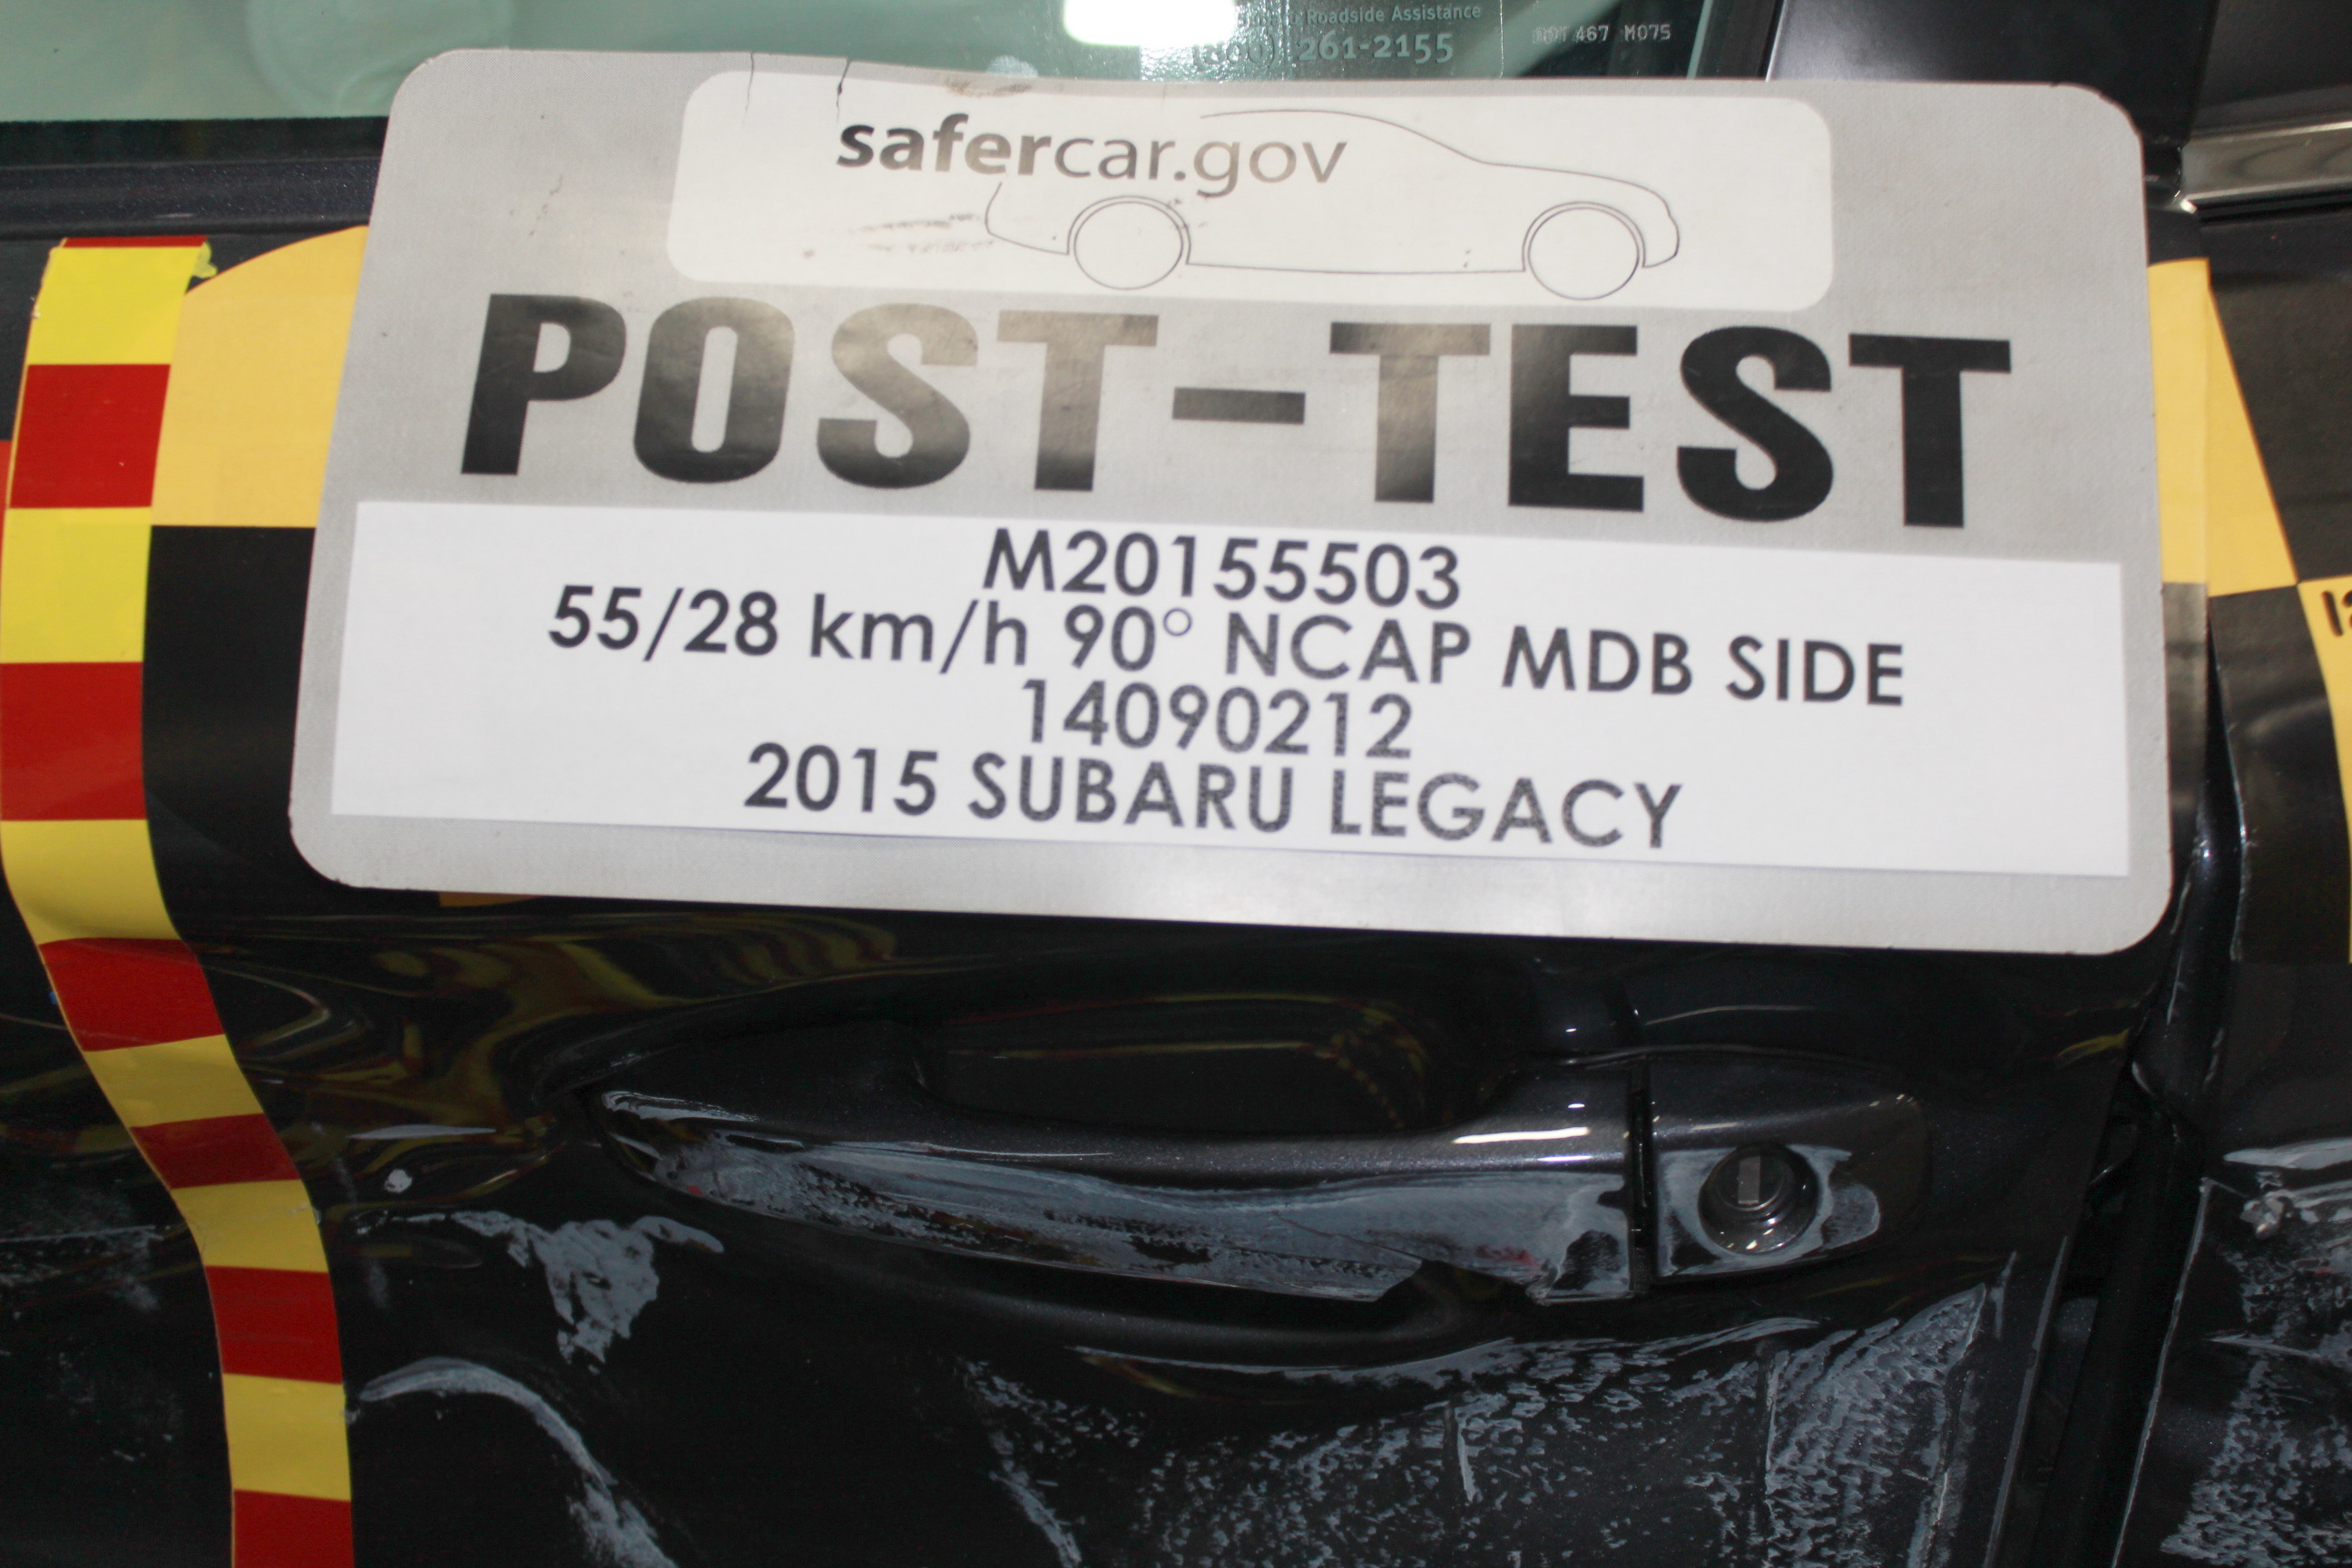 Roadside Assistance
261-2155
467 M075
safercar.gov
POST-TEST
M20155503
55/28 km/h 90° NCAP MDB SIDE
14090212
2015 SUBARU LEGACY